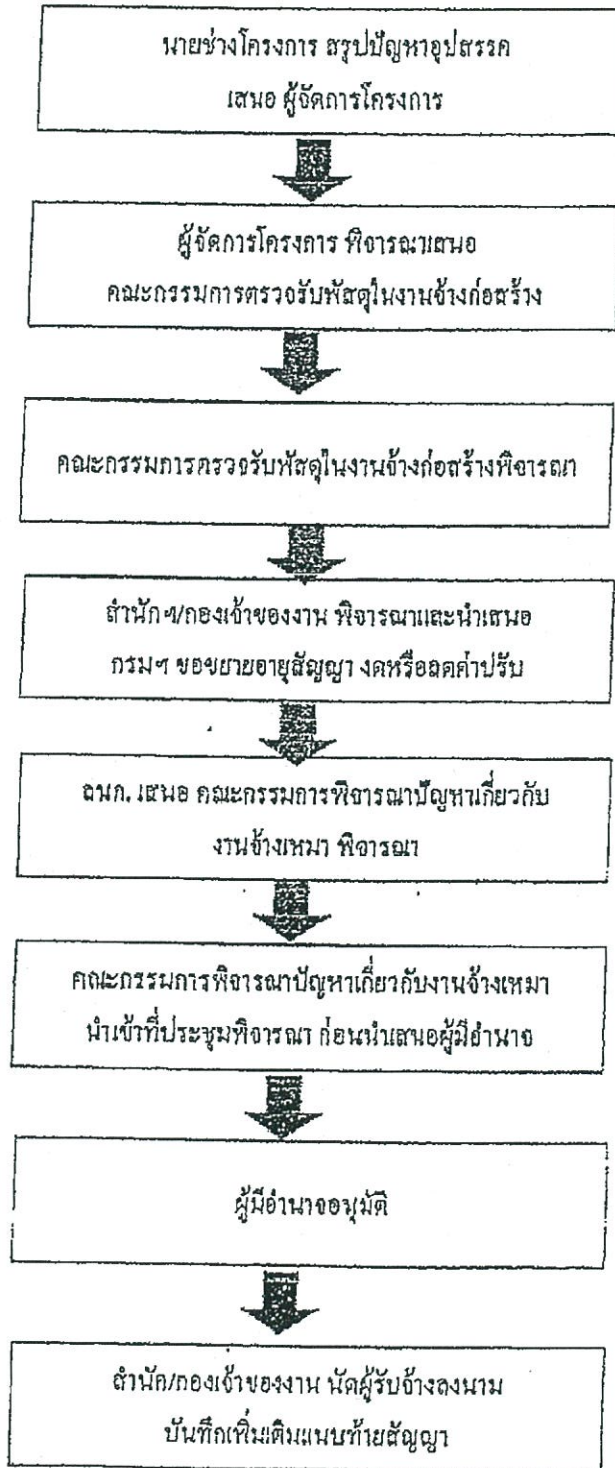 นายช่างโครงการ สรุปปัญหาอุปสรรค
เสนอ ผู้จัดการโครงการ
ผู้จัดการโครงการ พิจารณาเสนอ
คณะกรรมการตรวจรับพัสดุในงานจ้างก่อสร้าง
คณะกรรมการตรวจรับพัสดุในงานจ้างก่อสร้างพิจารณา
สำนักฯ/กองเจ้าของงาน พิจารณาและนำเสนอ
กรมฯ ขอขยายอายุสัญญา งดหรือลดค่าปรับ
ลนก. เสนอ คณะกรรมการพิจารณาปัญหาเกี่ยวกับ
งานจ้างเหมา พิจารณา
คณะกรรมการพิจารณาปัญหาเกี่ยวกับงานจ้างเหมา
นำเข้าที่ประชุมพิจารณา ก่อนนำเสนอผู้มีอำนาจ
ผู้มีอำนาจอนุมัติ
สำนัก/กองเจ้าของงาน นัดผู้รับจ้างลงนาม
บันทึกเพิ่มเติมแนบท้ายสัญญา